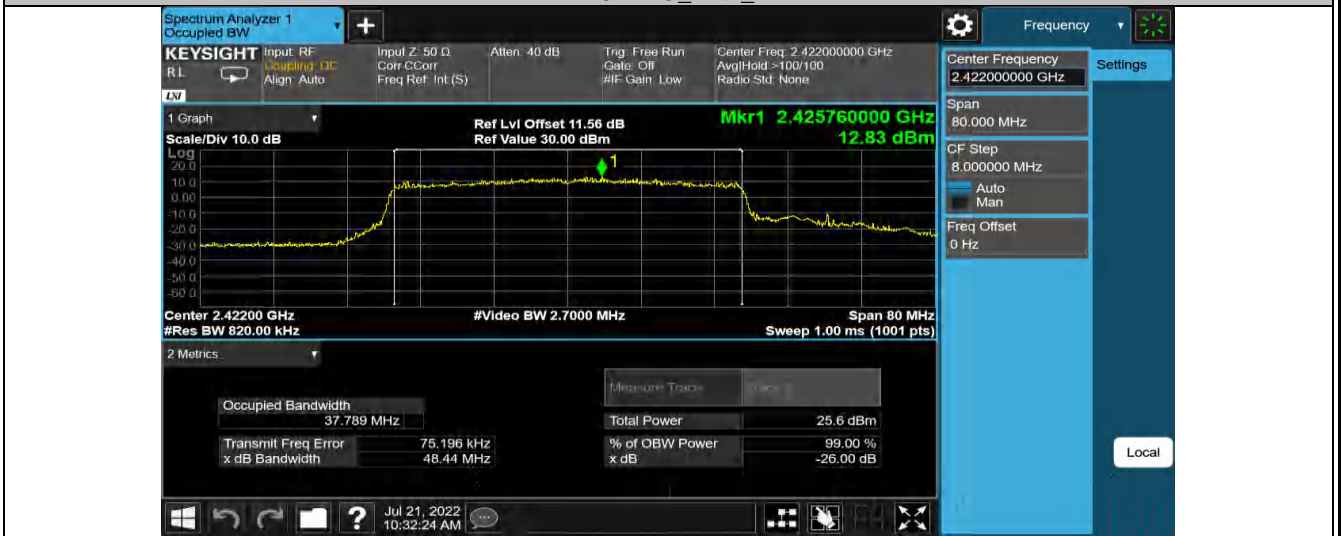 Spectrum Analyzer 1
Occupied BW
+
Frequency
KEYSIGHT
RL
LXI
Input: RF
Coupling: DC
Align: Auto
Input Z: 50 Ω
Corr CCorr
Freq Ref: Int (S)
Atten: 40 dB
Trig: Free Run
Gate: Off
#IF Gain: Low
Center Freq: 2.422000000 GHz
Avg|Hold >100/100
Radio Std: None
Center Frequency
2.422000000 GHz
Settings
Span
80.000 MHz
CF Step
8.000000 MHz
Auto
Man
Freq Offset
0 Hz
Local
1 Graph
Scale/Div 10.0 dB
Ref Lvl Offset 11.56 dB
Ref Value 30.00 dBm
Mkr1 2.425760000 GHz
12.83 dBm
Log
20.0
10.0
0.00
-10.0
-20.0
-30.0
-40.0
-50.0
-60.0
1
Center 2.42200 GHz
#Video BW 2.7000 MHz
Span 80 MHz
#Res BW 820.00 kHz
Sweep 1.00 ms (1001 pts)
2 Metrics
Measure Trace
Occupied Bandwidth
37.789 MHz
Total Power
25.6 dBm
Transmit Freq Error
75.196 kHz
% of OBW Power
99.00 %
x dB Bandwidth
48.44 MHz
x dB
-26.00 dB
?
Jul 21, 2022
10:32:24 AM